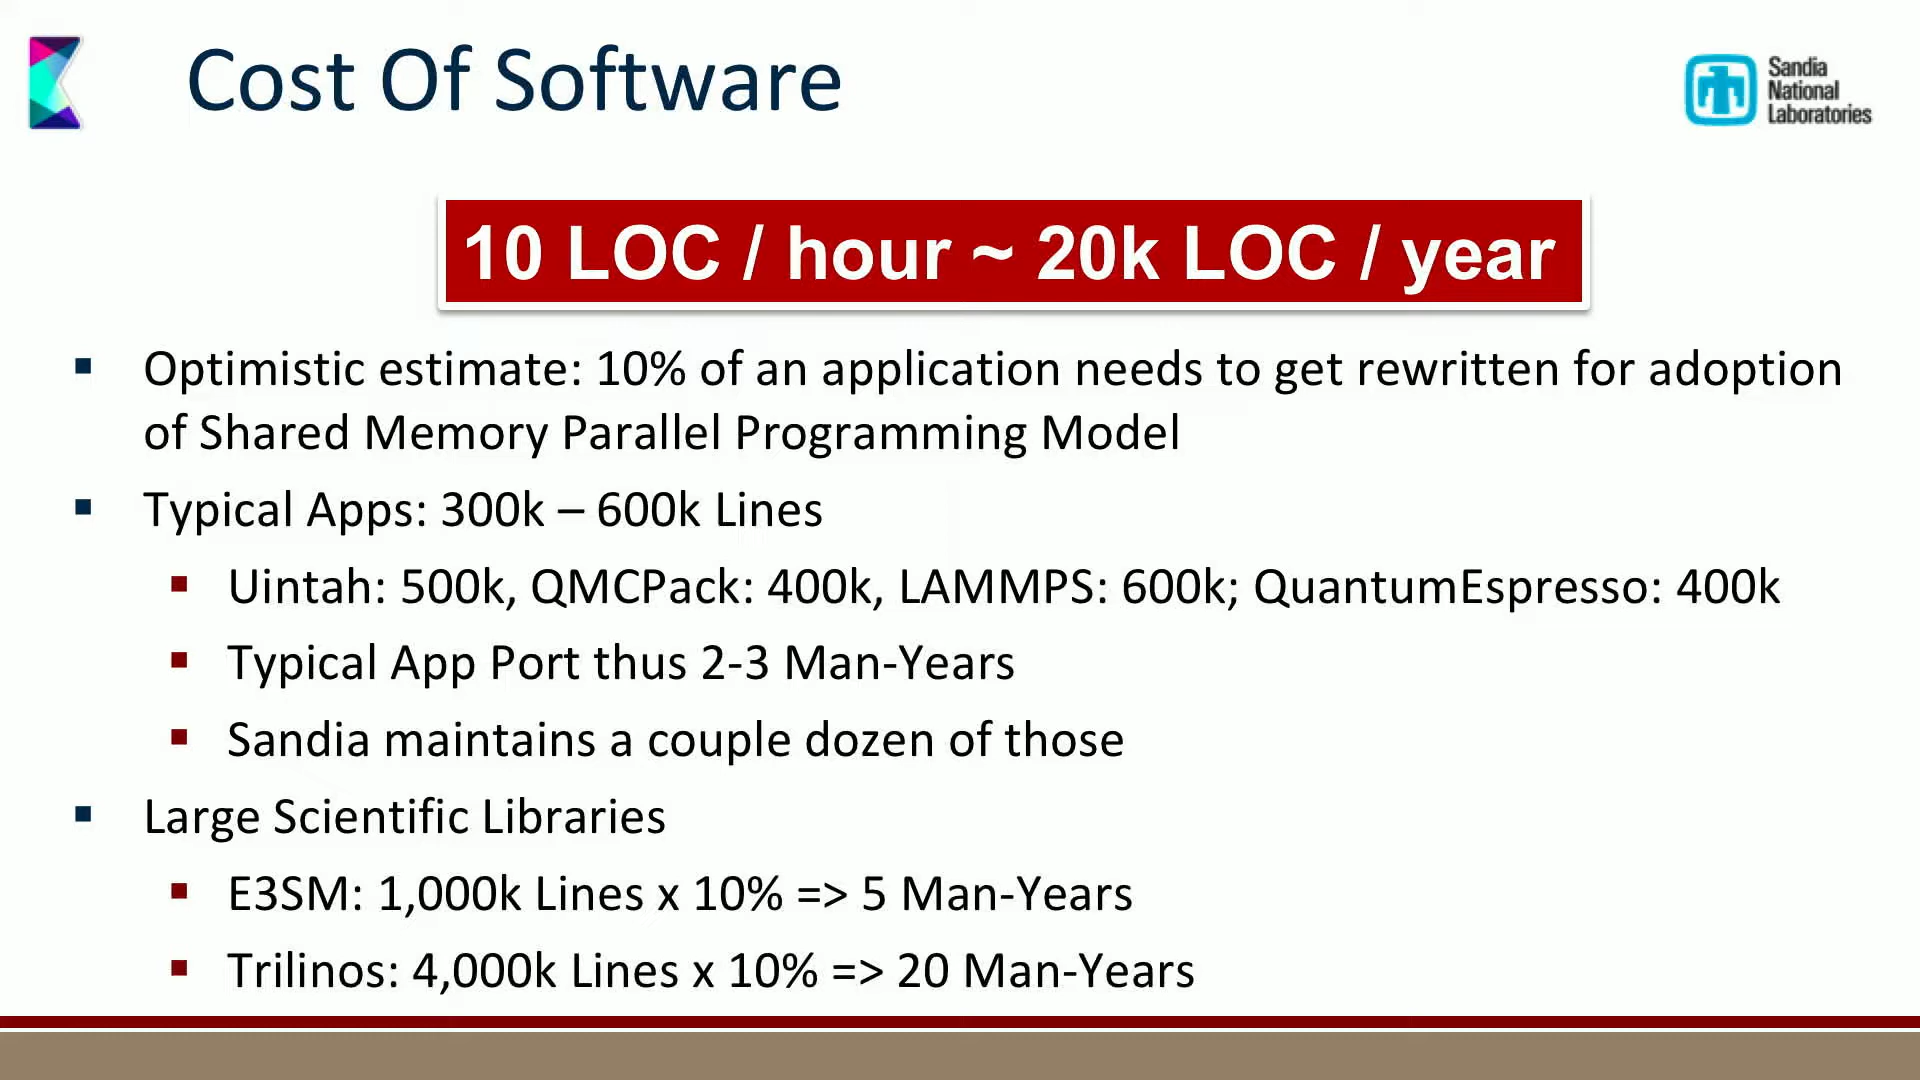 Cost Of Software
Sandia
National
Laboratories
10 LOC / hour ~ 20k LOC / year
▪ Optimistic estimate: 10% of an application needs to get rewritten for adoption
of Shared Memory Parallel Programming Model
▪ Typical Apps: 300k – 600k Lines
▪ Uintah: 500k, QMCPack: 400k, LAMMPS: 600k; QuantumEspresso: 400k
▪ Typical App Port thus 2-3 Man-Years
▪ Sandia maintains a couple dozen of those
▪ Large Scientific Libraries
▪ E3SM: 1,000k Lines x 10% => 5 Man-Years
▪ Trilinos: 4,000k Lines x 10% => 20 Man-Years